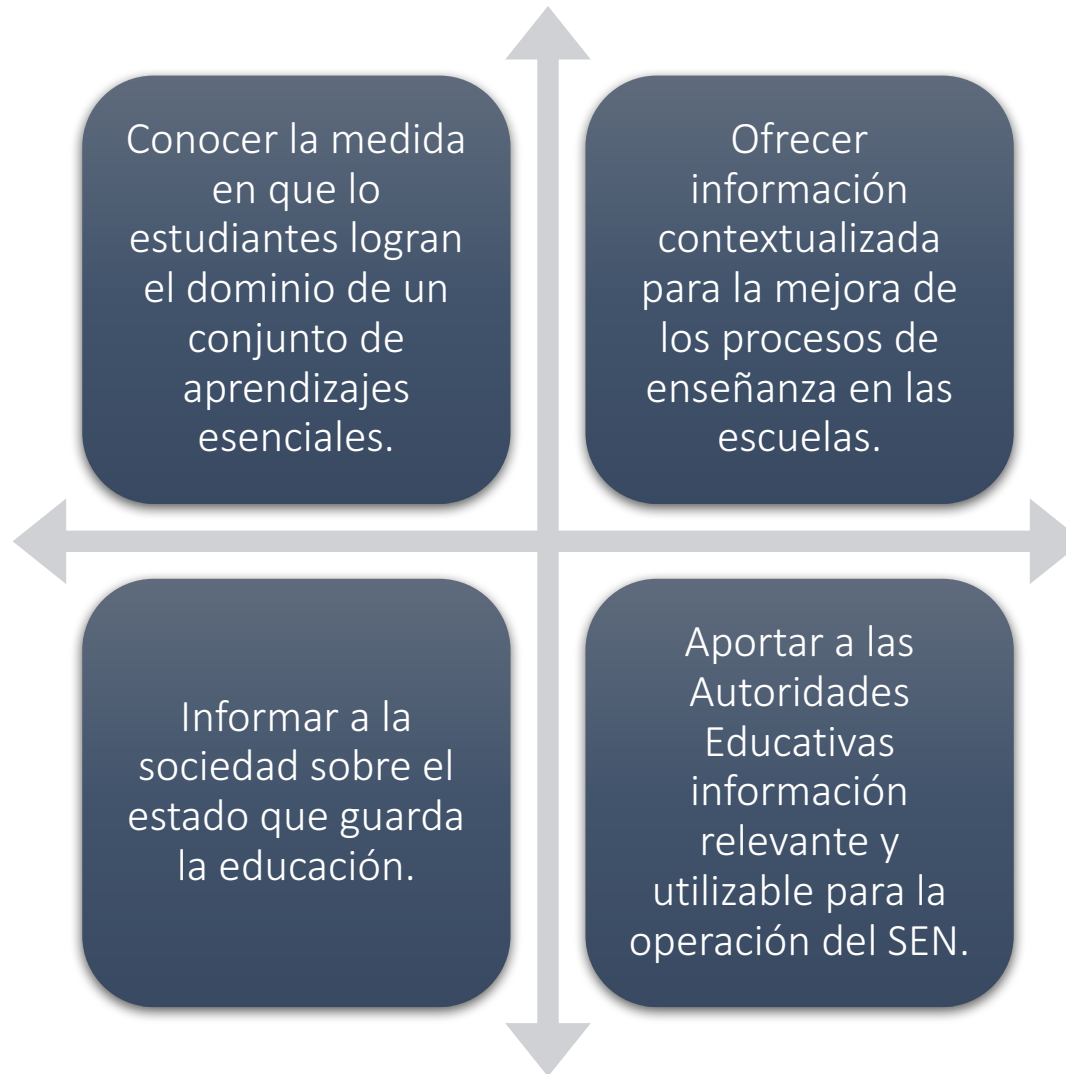 Conocer la medida
en que lo
estudiantes logran
el dominio de un
conjunto de
aprendizajes
esenciales.
Ofrecer
información
contextualizada
para la mejora de
los procesos de
enseñanza en las
escuelas.
Informar a la
sociedad sobre el
estado que guarda
la educación.
Aportar a las
Autoridades
Educativas
información
relevante y
utilizable para la
operación del SEN.